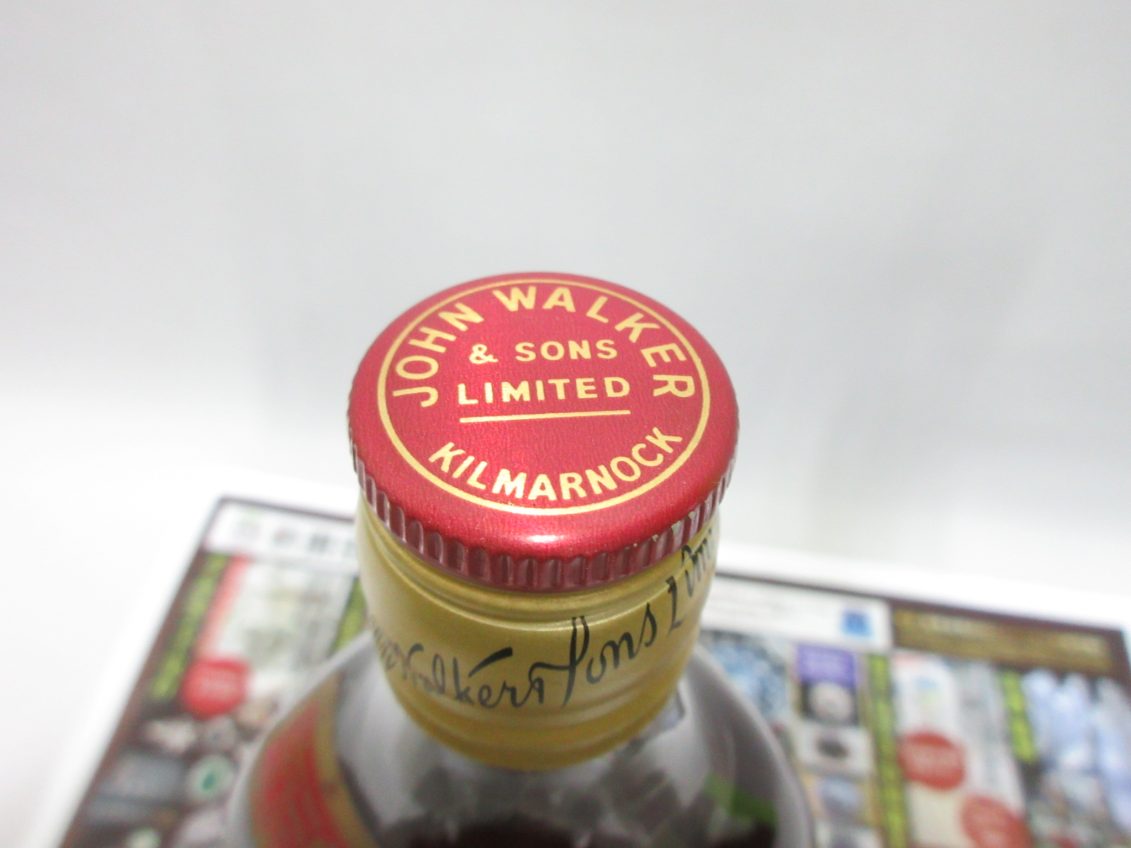 JOHN WALKER
& SONS
LIMITED
KILMARNOCK
Walker & Sons Lim